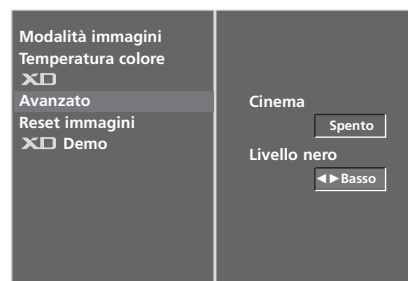 Modalità immagini
Temperatura colore
XD
Avanzato
Reset immagini
XD Demo
Cinema
Spento
Livello nero
◄►Basso